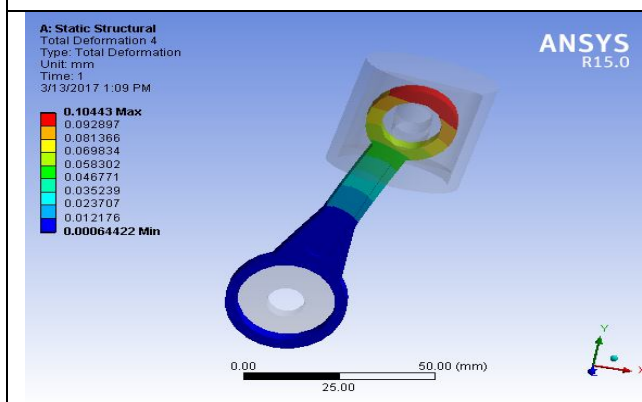 A: Static Structural
Total Deformation 4
Type: Total Deformation
Unit: mm
Time: 1
3/13/2017 1:09 PM
ANSYS
R15.0
0.10443 Max
0.092897
0.081366
0.069834
0.058302
0.046771
0.035239
0.023707
0.012176
0.00064422 Min
0.00
50.00 (mm)
25.00
Y
X